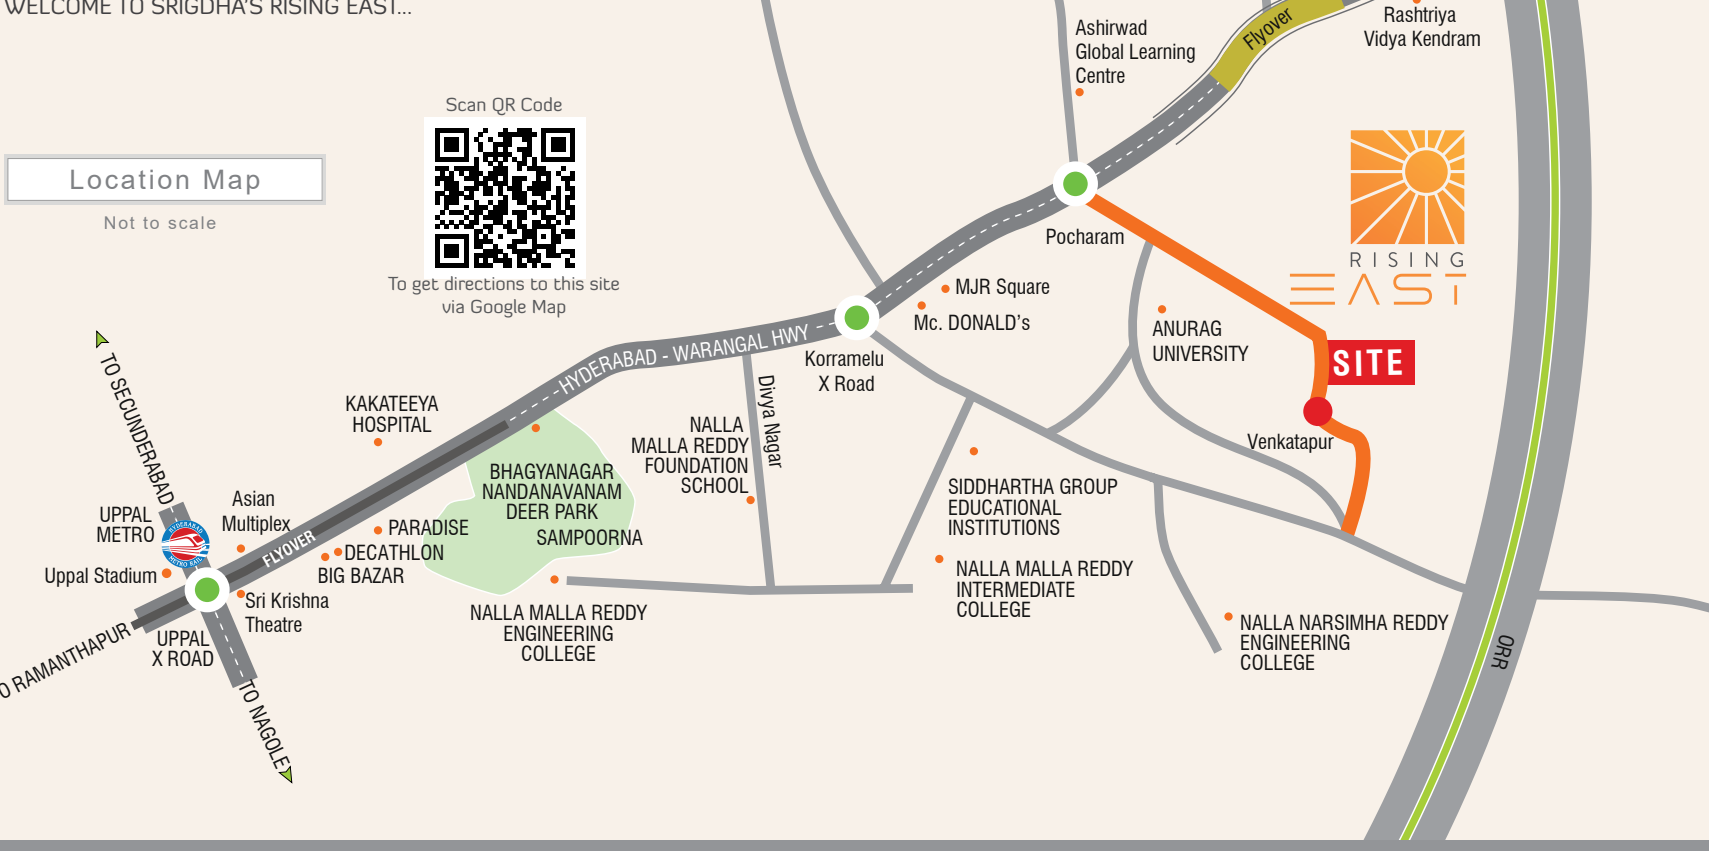 WELCOME TO SRIGDHA'S RISING EAST...
Location Map
Not to scale
Scan QR Code
To get directions to this site
via Google Map
Ashirwad
Global Learning
Centre
Flyover
Rashtriya
Vidya Kendram
RISING
EAST
Pocharam
MJR Square
Mc. DONALD's
ANURAG
UNIVERSITY
SITE
Venkatapur
Korramelu
X Road
HYDERABAD - WARANGAL HWY
Divya Nagar
TO SECUNDERABAD
KAKATEEYA
HOSPITAL
NALLA
MALLA REDDY
FOUNDATION
SCHOOL
BHAGYANAGAR
NANDANAVANAM
DEER PARK
SAMPOORNA
SIDDHARTHA GROUP
EDUCATIONAL
INSTITUTIONS
UPPAL
METRO
HYDERABAD
METRO RAIL
Asian
Multiplex
FLYOVER
PARADISE
DECATHLON
BIG BAZAR
Uppal Stadium
Sri Krishna
Theatre
UPPAL
X ROAD
O RAMANTHAPUR
TO NAGOLE
NALLA MALLA REDDY
ENGINEERING
COLLEGE
NALLA MALLA REDDY
INTERMEDIATE
COLLEGE
NALLA NARSIMHA REDDY
ENGINEERING
COLLEGE
ORR